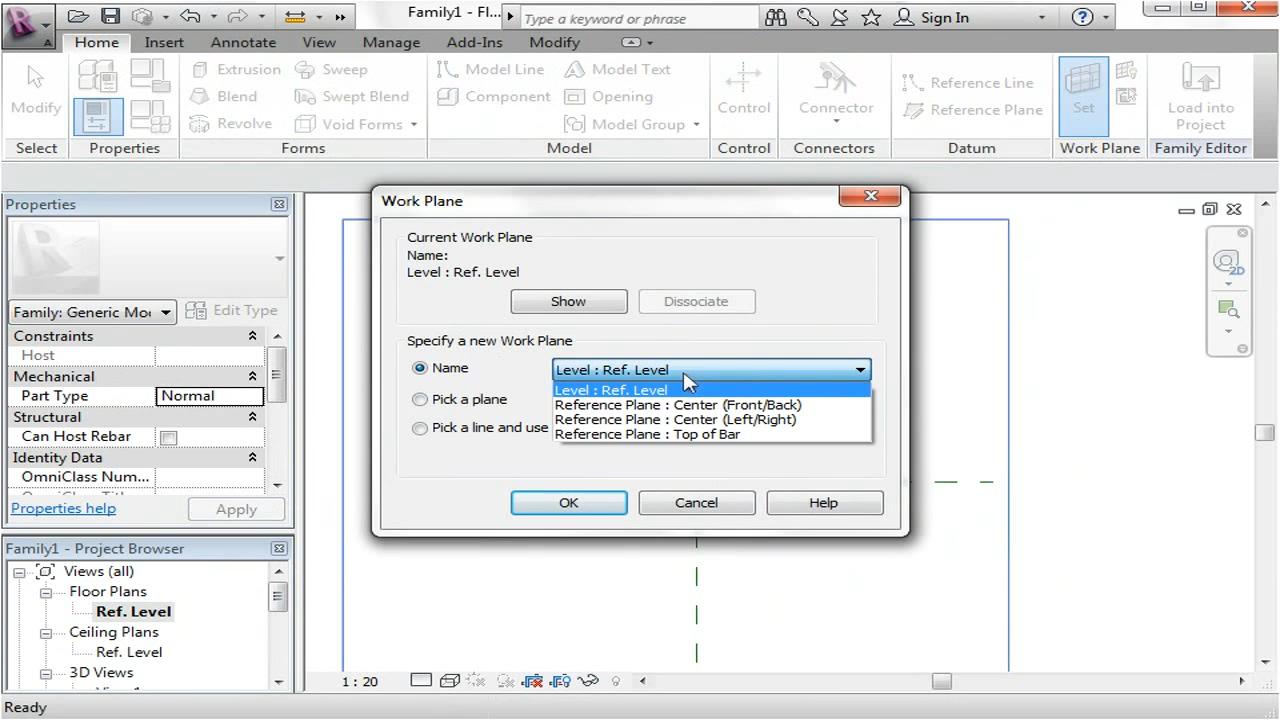 Family1 - Fl...
Type a keyword or phrase
Sign In
Home Insert Annotate View Manage Add-Ins Modify
Modify
Extrusion
Blend
Revolve
Sweep
Swept Blend
Void Forms
Model Line
Component
Model Text
Opening
Model Group
Control
Connector
Reference Line
Reference Plane
Set
Load into
Project
Select Properties Forms Model Control Connectors Datum Work Plane Family Editor
Properties
Family: Generic Mo
Edit Type
Constraints
Host
Mechanical
Part Type Normal
Structural
Can Host Rebar
Identity Data
OmniClass Num...
Properties help
Apply
Family1 - Project Browser
Views (all)
Floor Plans
Ref. Level
Ceiling Plans
Ref. Level
3D Views
Work Plane
Current Work Plane
Name:
Level : Ref. Level
Show Dissociate
Specify a new Work Plane
Name
Level : Ref. Level
Level : Ref. Level
Reference Plane : Center (Front/Back)
Reference Plane : Center (Left/Right)
Reference Plane : Top of Bar
Pick a plane
Pick a line and use
OK Cancel Help
2D
1 : 20
Ready